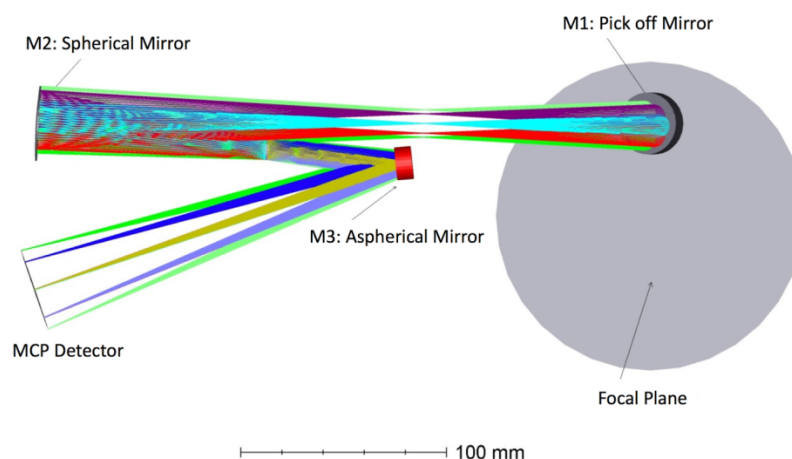 M1: Pick off Mirror
M2: Spherical Mirror
M3: Aspherical Mirror
MCP Detector
Focal Plane
100 mm